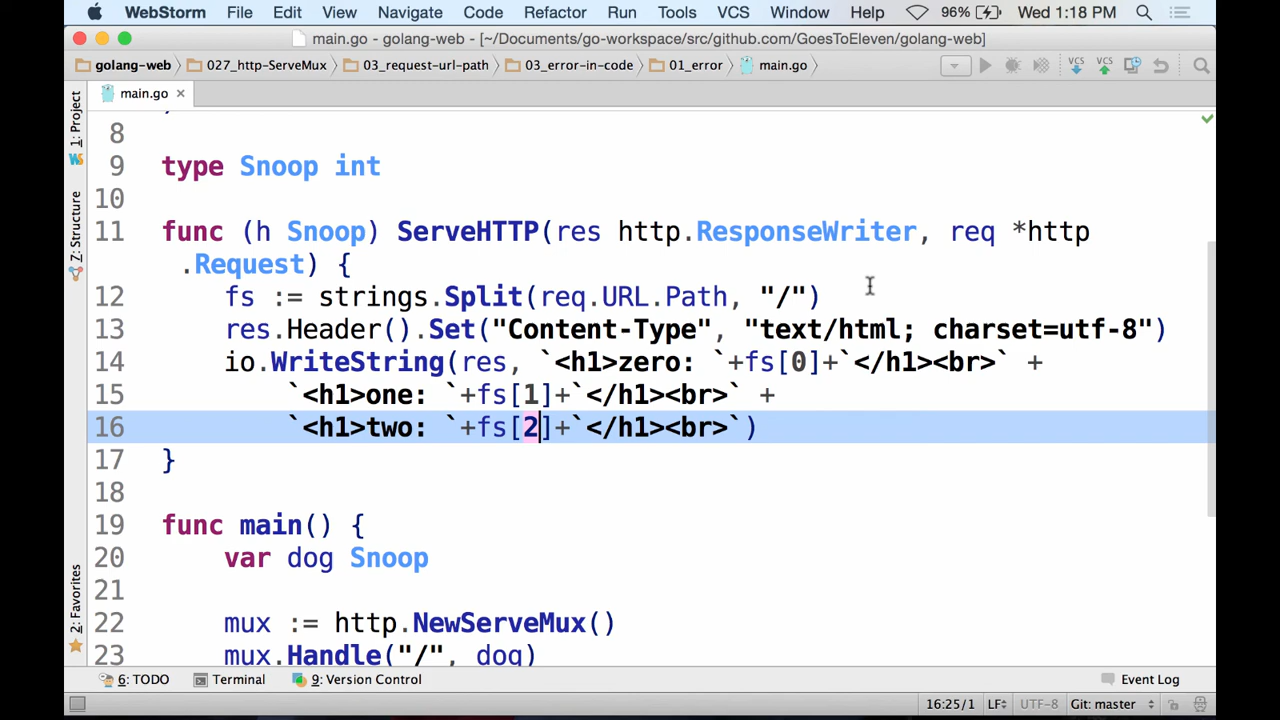 WebStorm File Edit View Navigate Code Refactor Run Tools VCS Window Help 96% Wed 1:18 PM
main.go - golang-web - [~/Documents/go-workspace/src/github.com/GoesToEleven/golang-web]
golang-web 027_http-ServeMux 03_request-url-path 03_error-in-code 01_error main.go VCS VCS
main.go ×
1: Project
7: Structure
2: Favorites
8
9 type Snoop int
10
11 func (h Snoop) ServeHTTP(res http.ResponseWriter, req *http
.Request) {
12 fs := strings.Split(req.URL.Path, "/")
13 res.Header().Set("Content-Type", "text/html; charset=utf-8")
14 io.WriteString(res, `<h1>zero: `+fs[0]+`</h1><br>` +
15 `<h1>one: `+fs[1]+`</h1><br>` +
16 `<h1>two: `+fs[2]+`</h1><br>`)
17 }
18
19 func main() {
20 var dog Snoop
21
22 mux := http.NewServeMux()
23 mux.Handle("/", dog)
6: TODO Terminal 9: Version Control Event Log
16:25/1 LF÷ UTF-8 Git: master